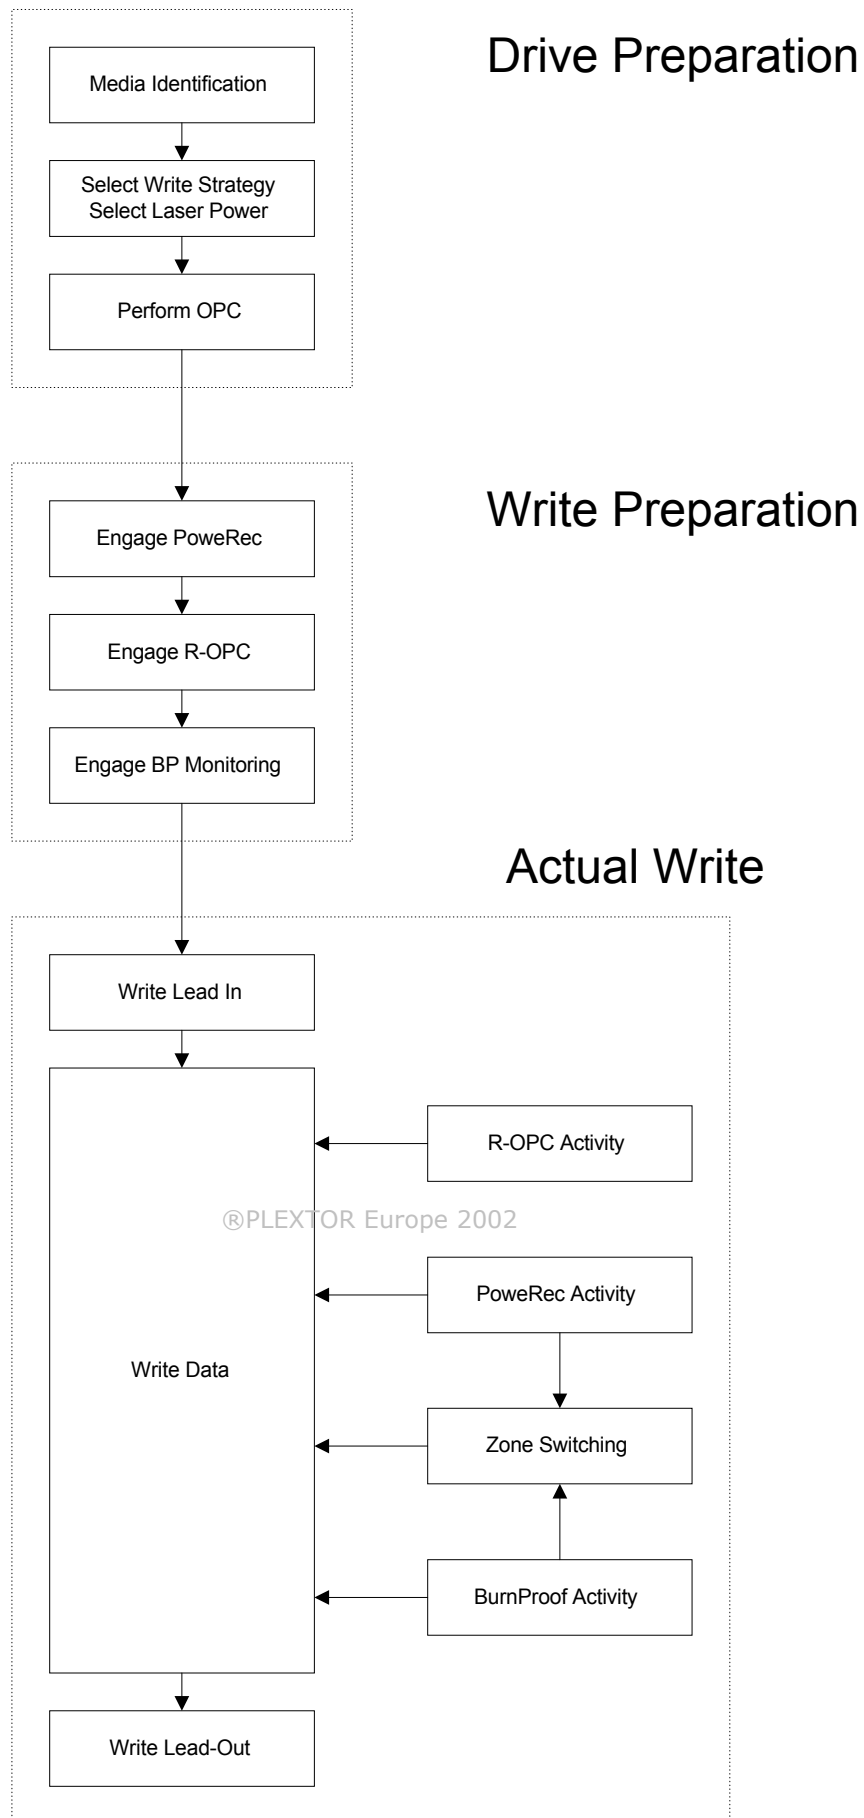 Drive Preparation
Media Identification
Select Write Strategy
Select Laser Power
Perform OPC
Write Preparation
Engage PoweRec
Engage R-OPC
Engage BP Monitoring
Actual Write
Write Lead In
R-OPC Activity
®PLEXTOR Europe 2002
PoweRec Activity
Write Data
Zone Switching
BurnProof Activity
Write Lead-Out